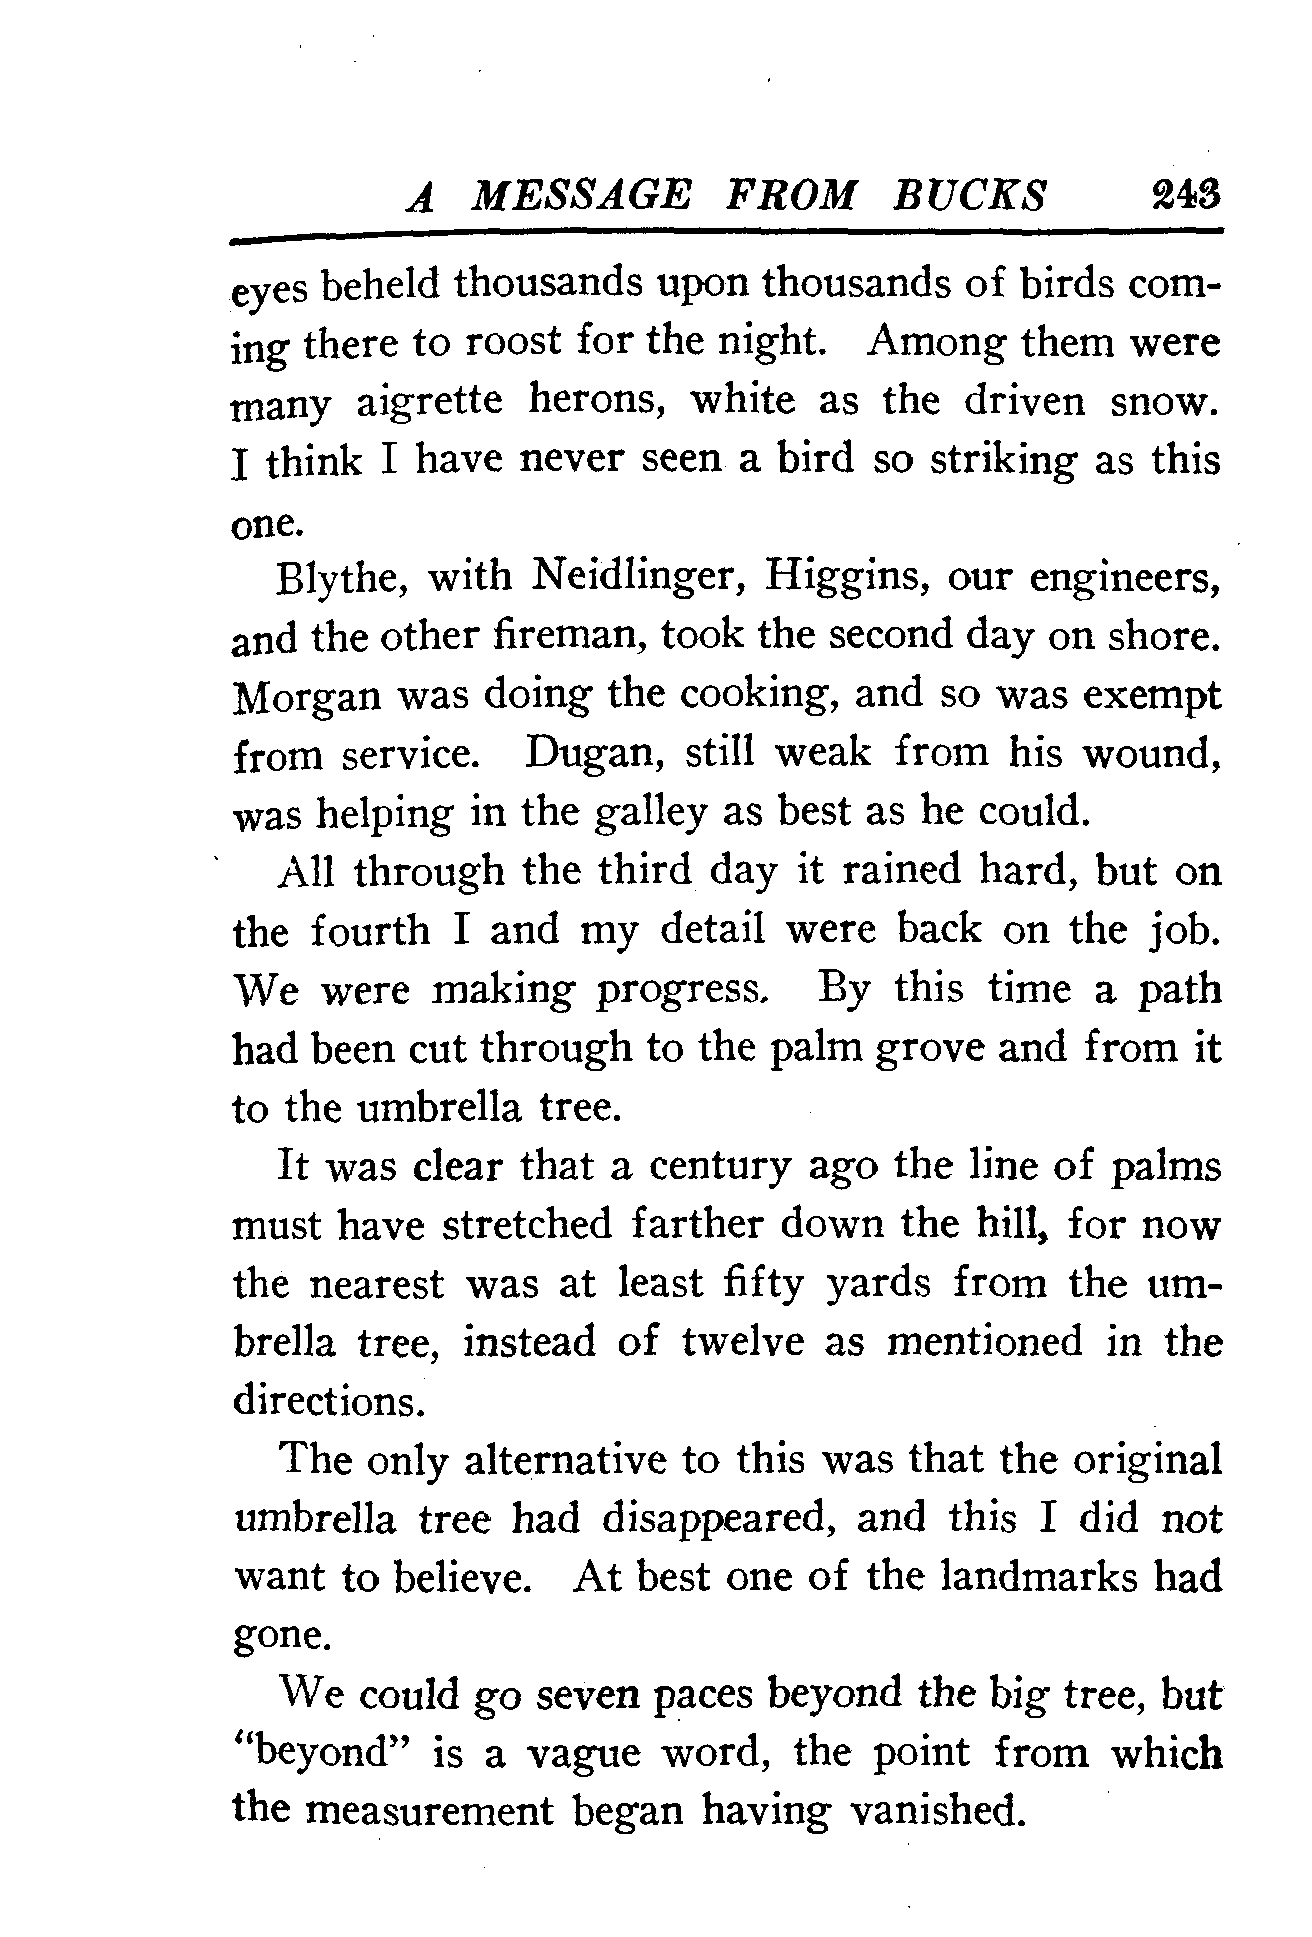 A MESSAGE FROM BUCKS 243
eyes beheld thousands upon thousands of birds com-
ing there to roost for the night. Among them were
many aigrette herons, white as the driven snow.
I think I have never seen a bird so striking as this
one.
Blythe, with Neidlinger, Higgins, our engineers,
and the other fireman, took the second day on shore.
Morgan was doing the cooking, and so was exempt
from service. Dugan, still weak from his wound,
was helping in the galley as best as he could.
All through the third day it rained hard, but on
the fourth I and my detail were back on the job.
We were making progress. By this time a path
had been cut through to the palm grove and from it
to the umbrella tree.
It was clear that a century ago the line of palms
must have stretched farther down the hill, for now
the nearest was at least fifty yards from the um-
brella tree, instead of twelve as mentioned in the
directions.
The only alternative to this was that the original
umbrella tree had disappeared, and this I did not
want to believe. At best one of the landmarks had
gone.
We could go seven paces beyond the big tree, but
"beyond" is a vague word, the point from which
the measurement began having vanished.